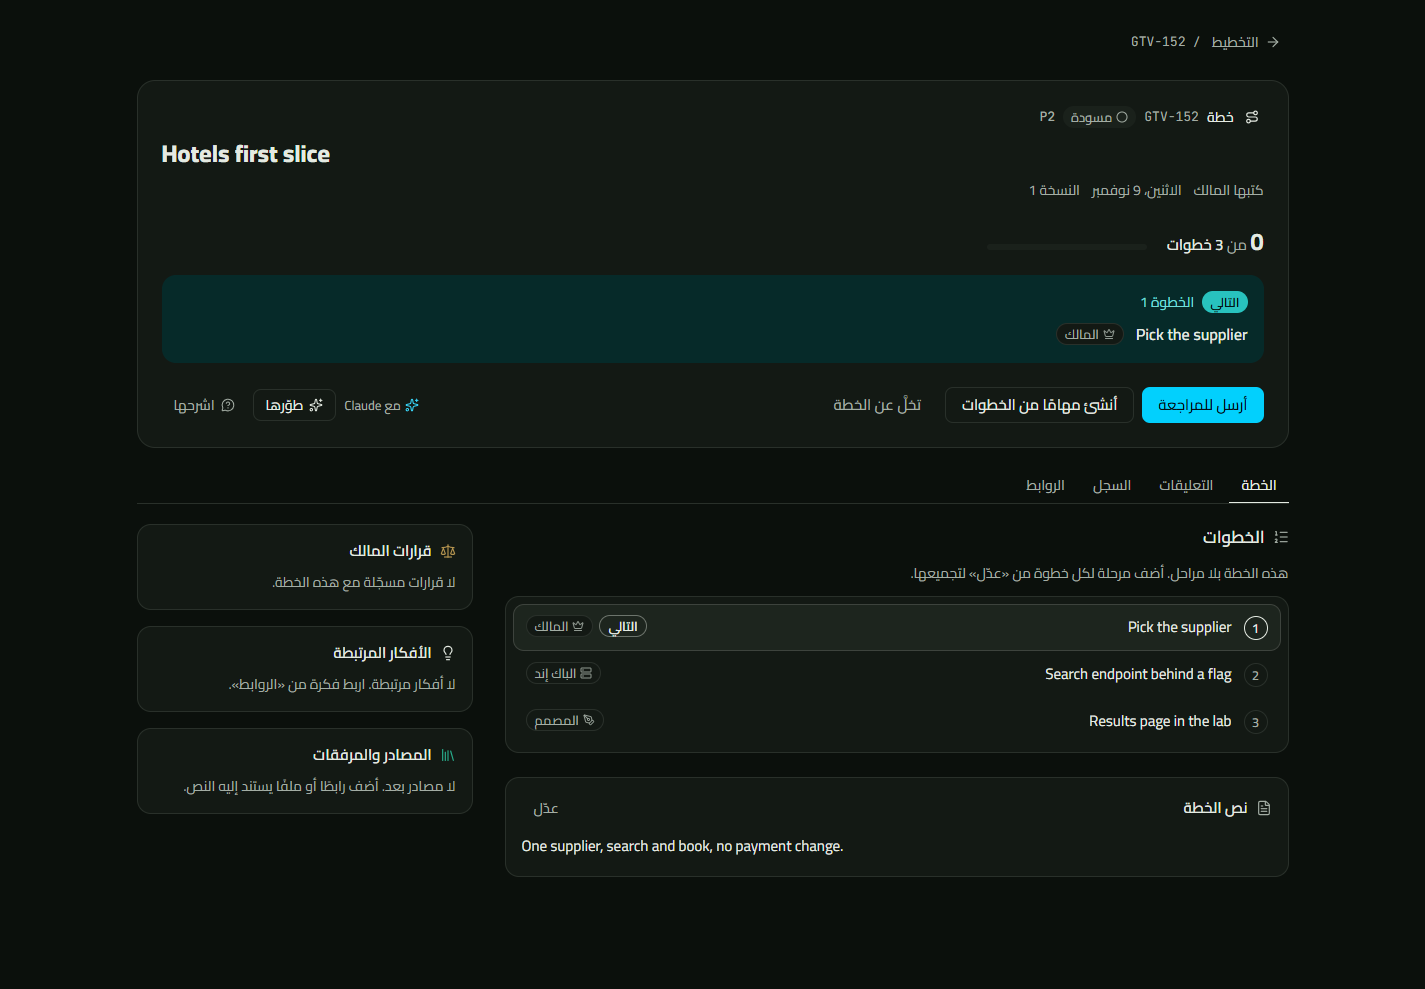 التخطيط / GTV-152
خطة GTV-152 مسودة P2
Hotels first slice
كتبها المالك الاثنين، 9 نوفمبر النسخة 1
0 من 3 خطوات
التالي الخطوة 1
Pick the supplier المالك
أرسل للمراجعة أنشئ مهامًا من الخطوات تخلَّ عن الخطة مع Claude طوّرها اشرحها
الخطة التعليقات السجل الروابط
الخطوات
هذه الخطة بلا مراحل. أضف مرحلة لكل خطوة من «عدّل» لتجميعها.
1 Pick the supplier التالي المالك
2 Search endpoint behind a flag الباك إند
3 Results page in the lab المصمم
نص الخطة عدّل
One supplier, search and book, no payment change.
قرارات المالك
لا قرارات مسجّلة مع هذه الخطة.
الأفكار المرتبطة
لا أفكار مرتبطة. اربط فكرة من «الروابط».
المصادر والمرفقات
لا مصادر بعد. أضف رابطًا أو ملفًا يستند إليه النص.